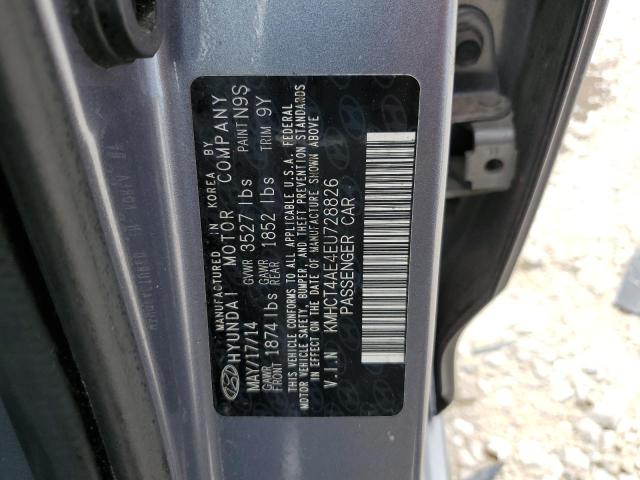 MANUFACTURED IN KOREA BY
HYUNDAI MOTOR COMPANY
MAY/17/14 GVWR 3527 lbs PAINT N9S
GAWR FRONT 1874 lbs GAWR REAR 1852 lbs TRIM 9Y
THIS VEHICLE CONFORMS TO ALL APPLICABLE U.S.A. FEDERAL
MOTOR VEHICLE SAFETY, BUMPER, AND THEFT PREVENTION STANDARDS
IN EFFECT ON THE DATE OF MANUFACTURE SHOWN ABOVE
V.I.N KMHCT4AE4EU728826
PASSENGER CAR